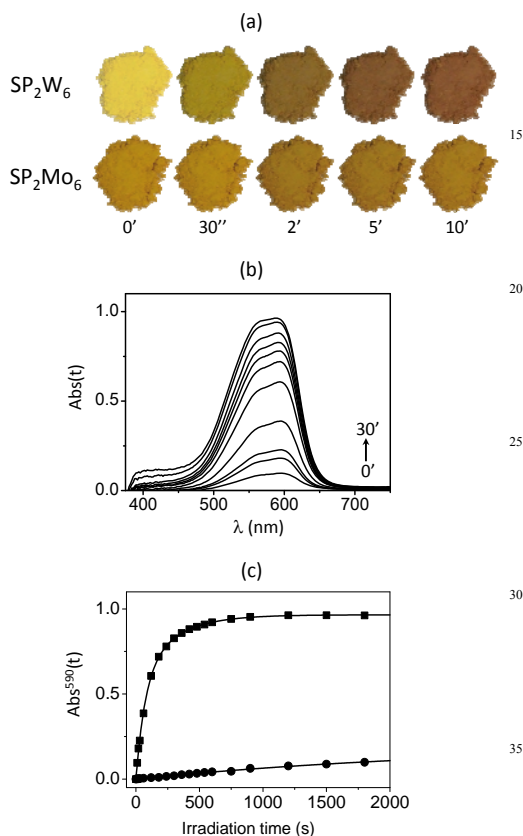 (a)
SP₂W₆
15
SP₂Mo₆
0' 30'' 2' 5' 10'
(b)
20
1.0
Abs(t)
0.5
30'
25
0'
0.0
400 500 600 700
λ (nm)
(c)
30
1.0
Abs⁵⁹⁰(t)
0.5
35
0.0
0 500 1000 1500 2000
Irradiation time (s)